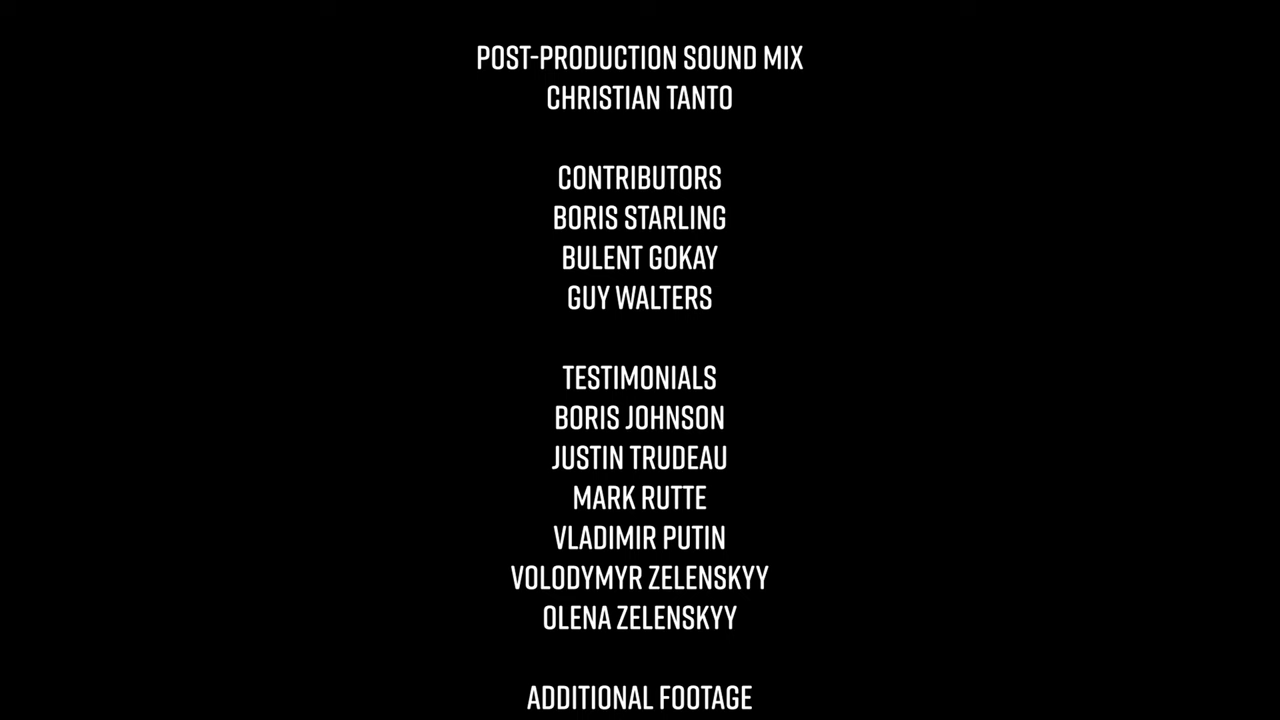 POST-PRODUCTION SOUND MIX
CHRISTIAN TANTO
CONTRIBUTORS
BORIS STARLING
BULENT GOKAY
GUY WALTERS
TESTIMONIALS
BORIS JOHNSON
JUSTIN TRUDEAU
MARK RUTTE
VLADIMIR PUTIN
VOLODYMYR ZELENSKYY
OLENA ZELENSKYY
ADDITIONAL FOOTAGE